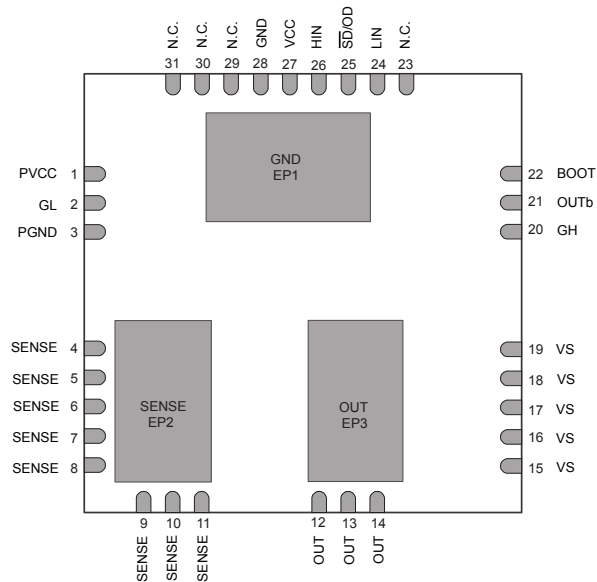 N.C.
N.C.
N.C.
GND
VCC
HIN
SD/OD
LIN
N.C.
31 30 29 28 27 26 25 24 23
GND
EP1
PVCC 1
GL 2
PGND 3
22 BOOT
21 OUTb
20 GH
SENSE 4
SENSE 5
SENSE 6
SENSE 7
SENSE 8
SENSE
EP2
OUT
EP3
19 VS
18 VS
17 VS
16 VS
15 VS
9 10 11 12 13 14
SENSE
SENSE
SENSE
OUT
OUT
OUT